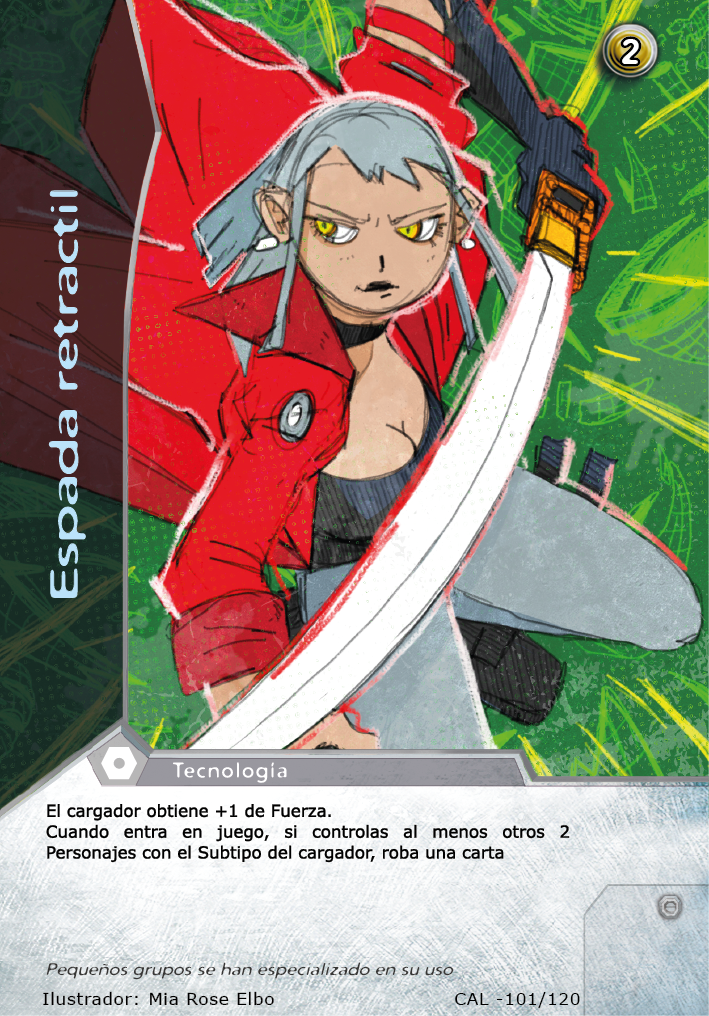 2
Espada retractil
Tecnología
El cargador obtiene +1 de Fuerza.
Cuando entra en juego, si controlas al menos otros 2
Personajes con el Subtipo del cargador, roba una carta
Pequeños grupos se han especializado en su uso
Ilustrador: Mia Rose Elbo
CAL -101/120